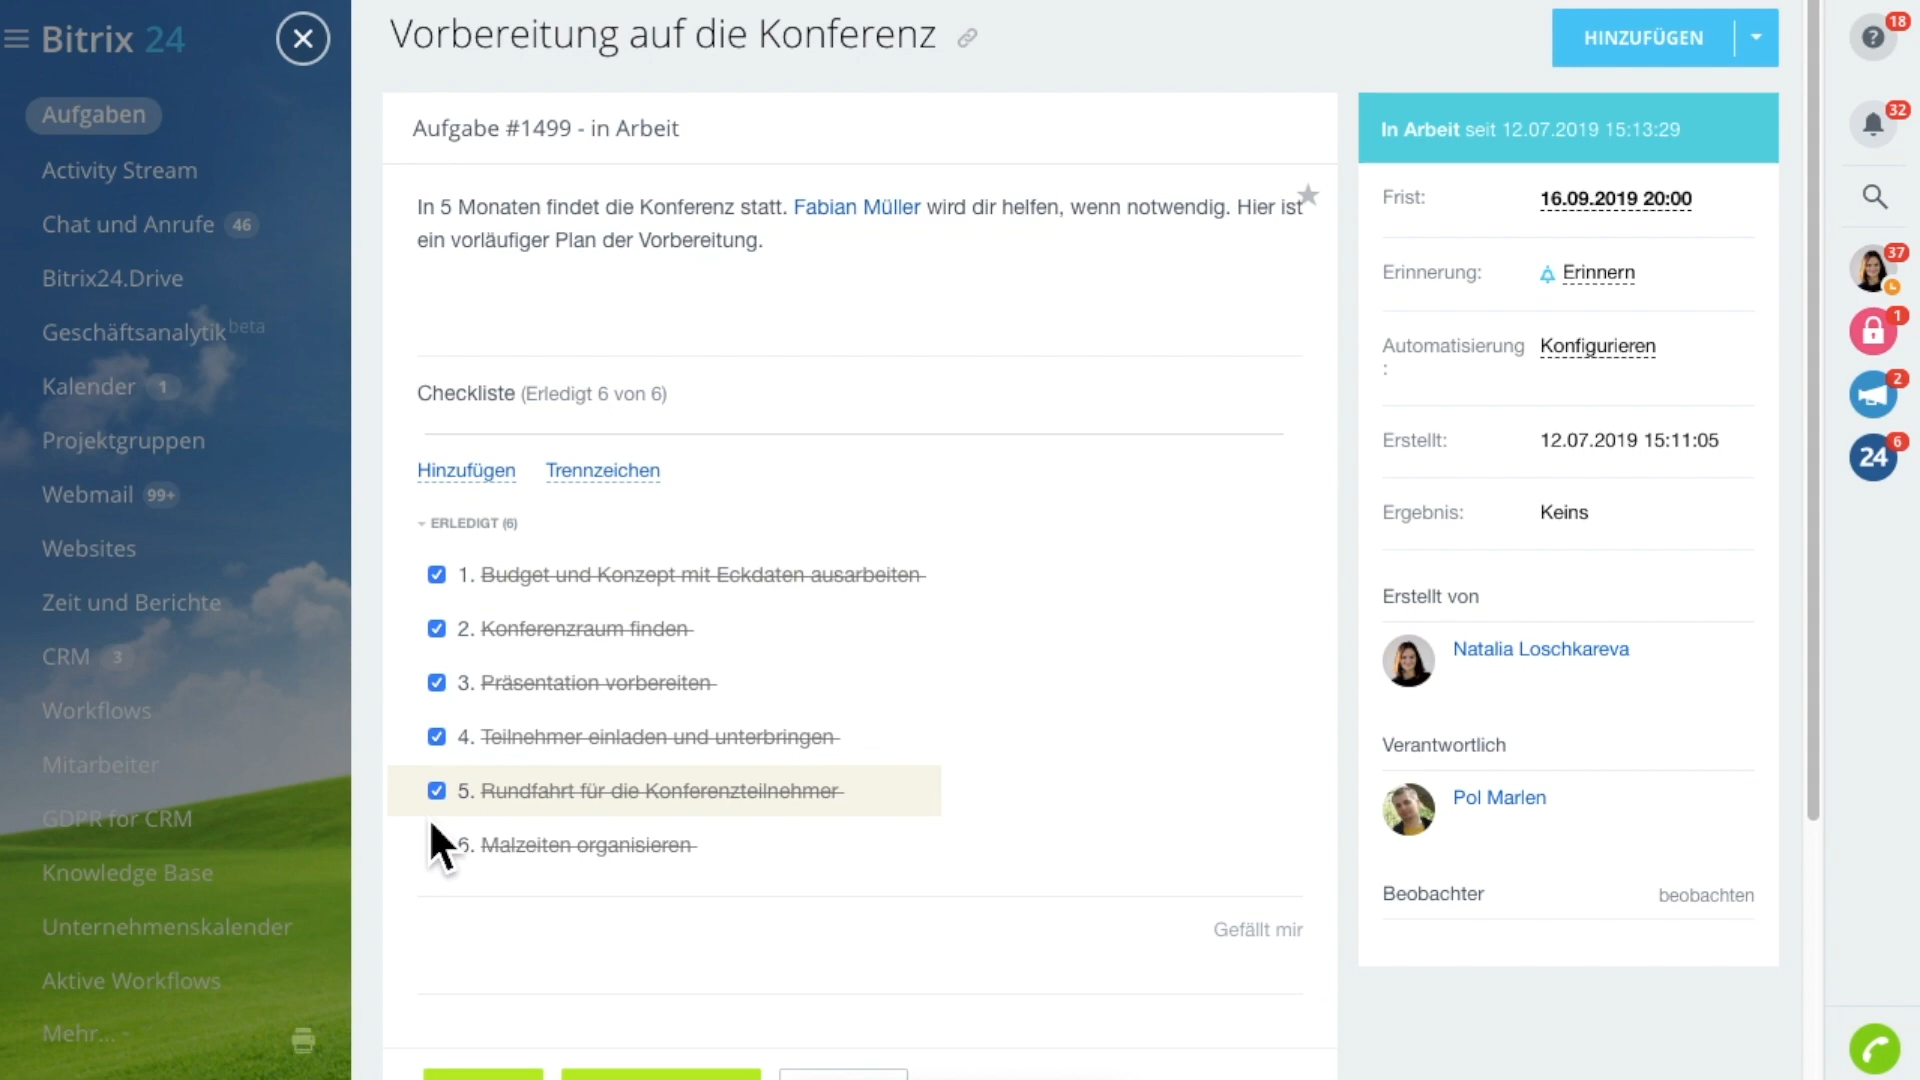 Bitrix 24
Aufgaben
Activity Stream
Chat und Anrufe 46
Bitrix24.Drive
Geschäftsanalytik beta
Kalender 1
Projektgruppen
Webmail 99+
Websites
Zeit und Berichte
CRM 3
Workflows
Mitarbeiter
GDPR for CRM
Knowledge Base
Unternehmenskalender
Aktive Workflows
Mehr...
Vorbereitung auf die Konferenz
HINZUFÜGEN
Aufgabe #1499 - in Arbeit
In 5 Monaten findet die Konferenz statt. Fabian Müller wird dir helfen, wenn notwendig. Hier ist
ein vorläufiger Plan der Vorbereitung.
Checkliste (Erledigt 6 von 6)
Hinzufügen Trennzeichen
ERLEDIGT (6)
1. Budget und Konzept mit Eckdaten ausarbeiten
2. Konferenzraum finden
3. Präsentation vorbereiten
4. Teilnehmer einladen und unterbringen
5. Rundfahrt für die Konferenzteilnehmer
6. Malzeiten organisieren
Gefällt mir
In Arbeit seit 12.07.2019 15:13:29
Frist: 16.09.2019 20:00
Erinnerung: Erinnern
Automatisierung Konfigurieren
:
Erstellt: 12.07.2019 15:11:05
Ergebnis: Keins
Erstellt von
Natalia Loschkareva
Verantwortlich
Pol Marlen
Beobachter beobachten
18
32
37
1
2
24 6